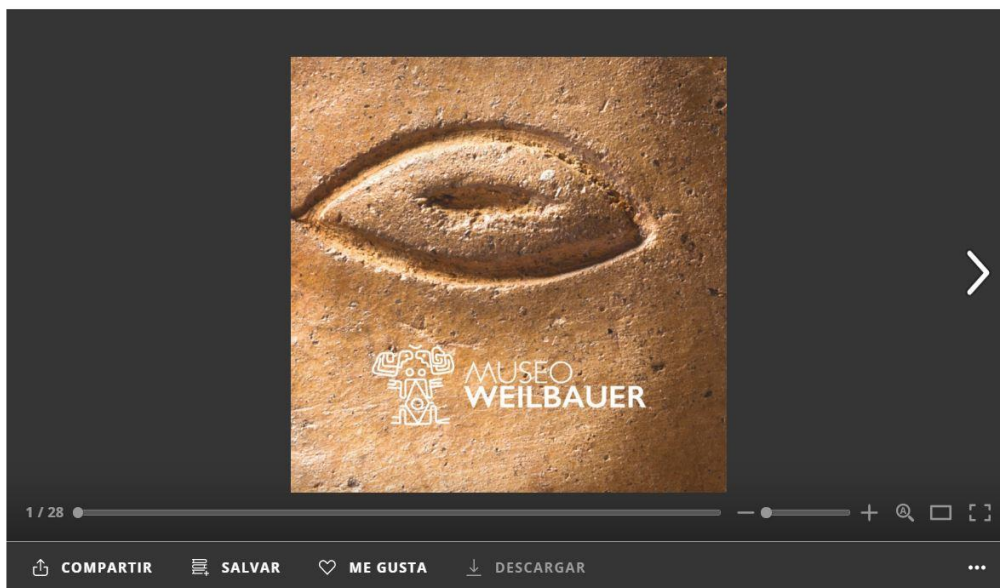 MUSEO
WEILBAUER
1 / 28
COMPARTIR
SALVAR
ME GUSTA
DESCARGAR